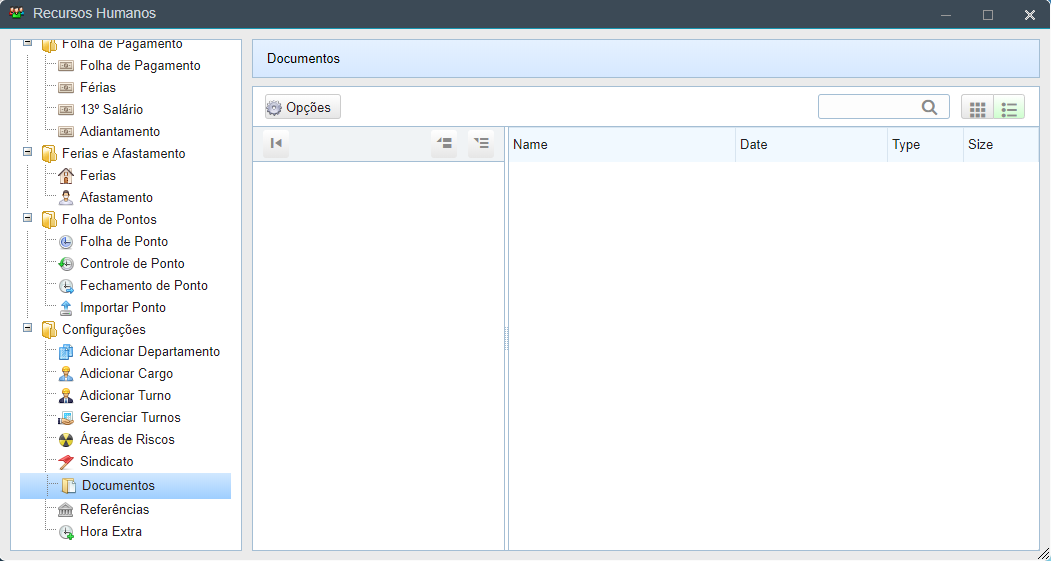 Recursos Humanos
Folha de Pagamento
Folha de Pagamento
Férias
13º Salário
Adiantamento
Ferias e Afastamento
Ferias
Afastamento
Folha de Pontos
Folha de Ponto
Controle de Ponto
Fechamento de Ponto
Importar Ponto
Configurações
Adicionar Departamento
Adicionar Cargo
Adicionar Turno
Gerenciar Turnos
Áreas de Riscos
Sindicato
Documentos
Referências
Hora Extra
Documentos
Opções
Name Date Type Size